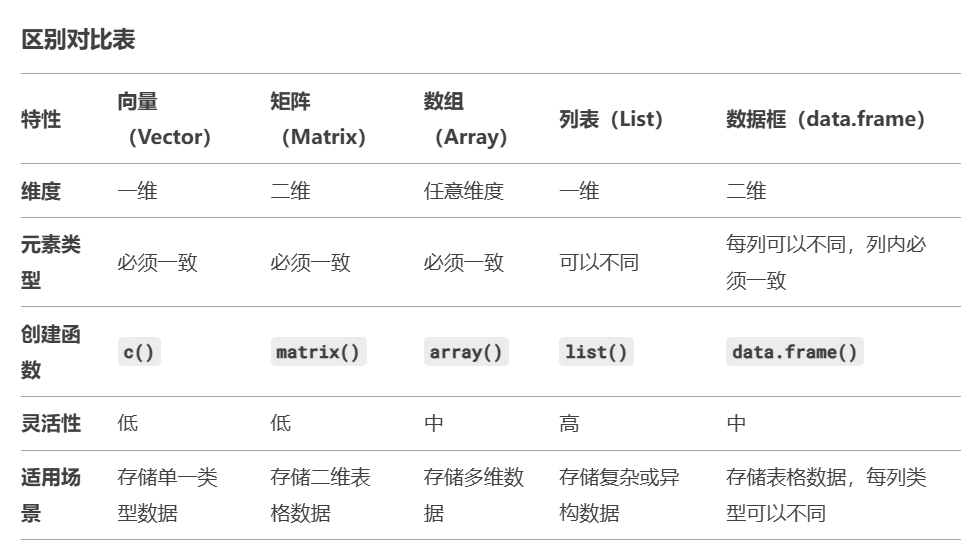 区别对比表
特性 向量（Vector） 矩阵（Matrix） 数组（Array） 列表（List） 数据框（data.frame）
维度 一维 二维 任意维度 一维 二维
元素类型 必须一致 必须一致 必须一致 可以不同 每列可以不同，列内必须一致
创建函数 c() matrix() array() list() data.frame()
灵活性 低 低 中 高 中
适用场景 存储单一类型数据 存储二维表格数据 存储多维数据 存储复杂或异构数据 存储表格数据，每列类型可以不同